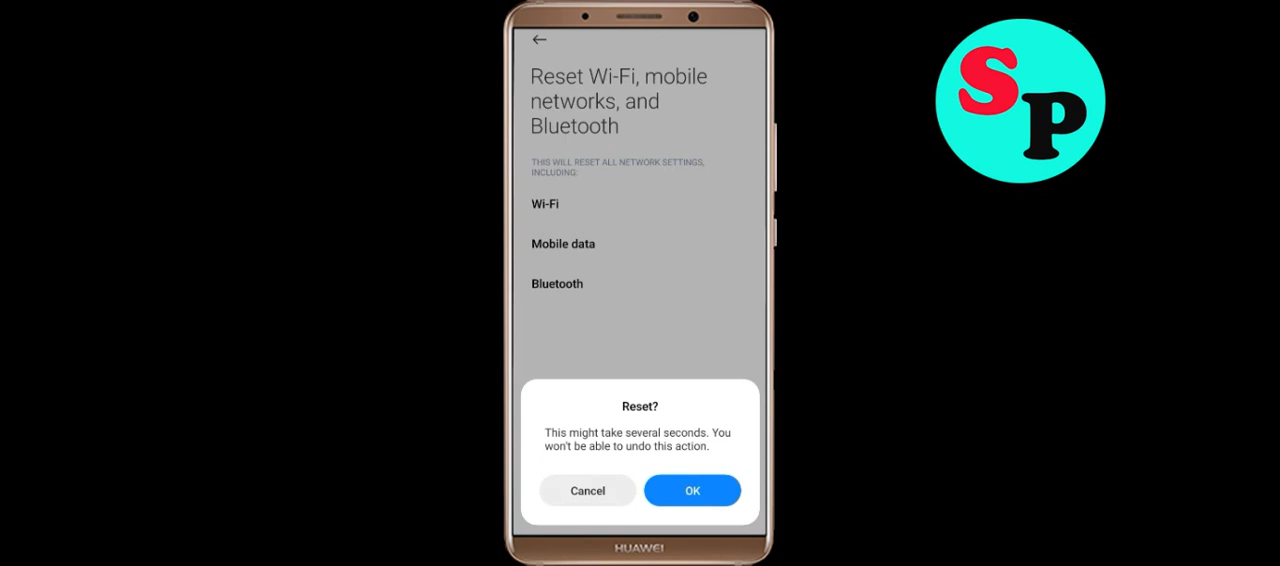 Reset Wi-Fi, mobile
networks, and
Bluetooth
THIS WILL RESET ALL NETWORK SETTINGS,
INCLUDING:
Wi-Fi
Mobile data
Bluetooth
Reset?
This might take several seconds. You
won't be able to undo this action.
Cancel
OK
HUAWEI
SP